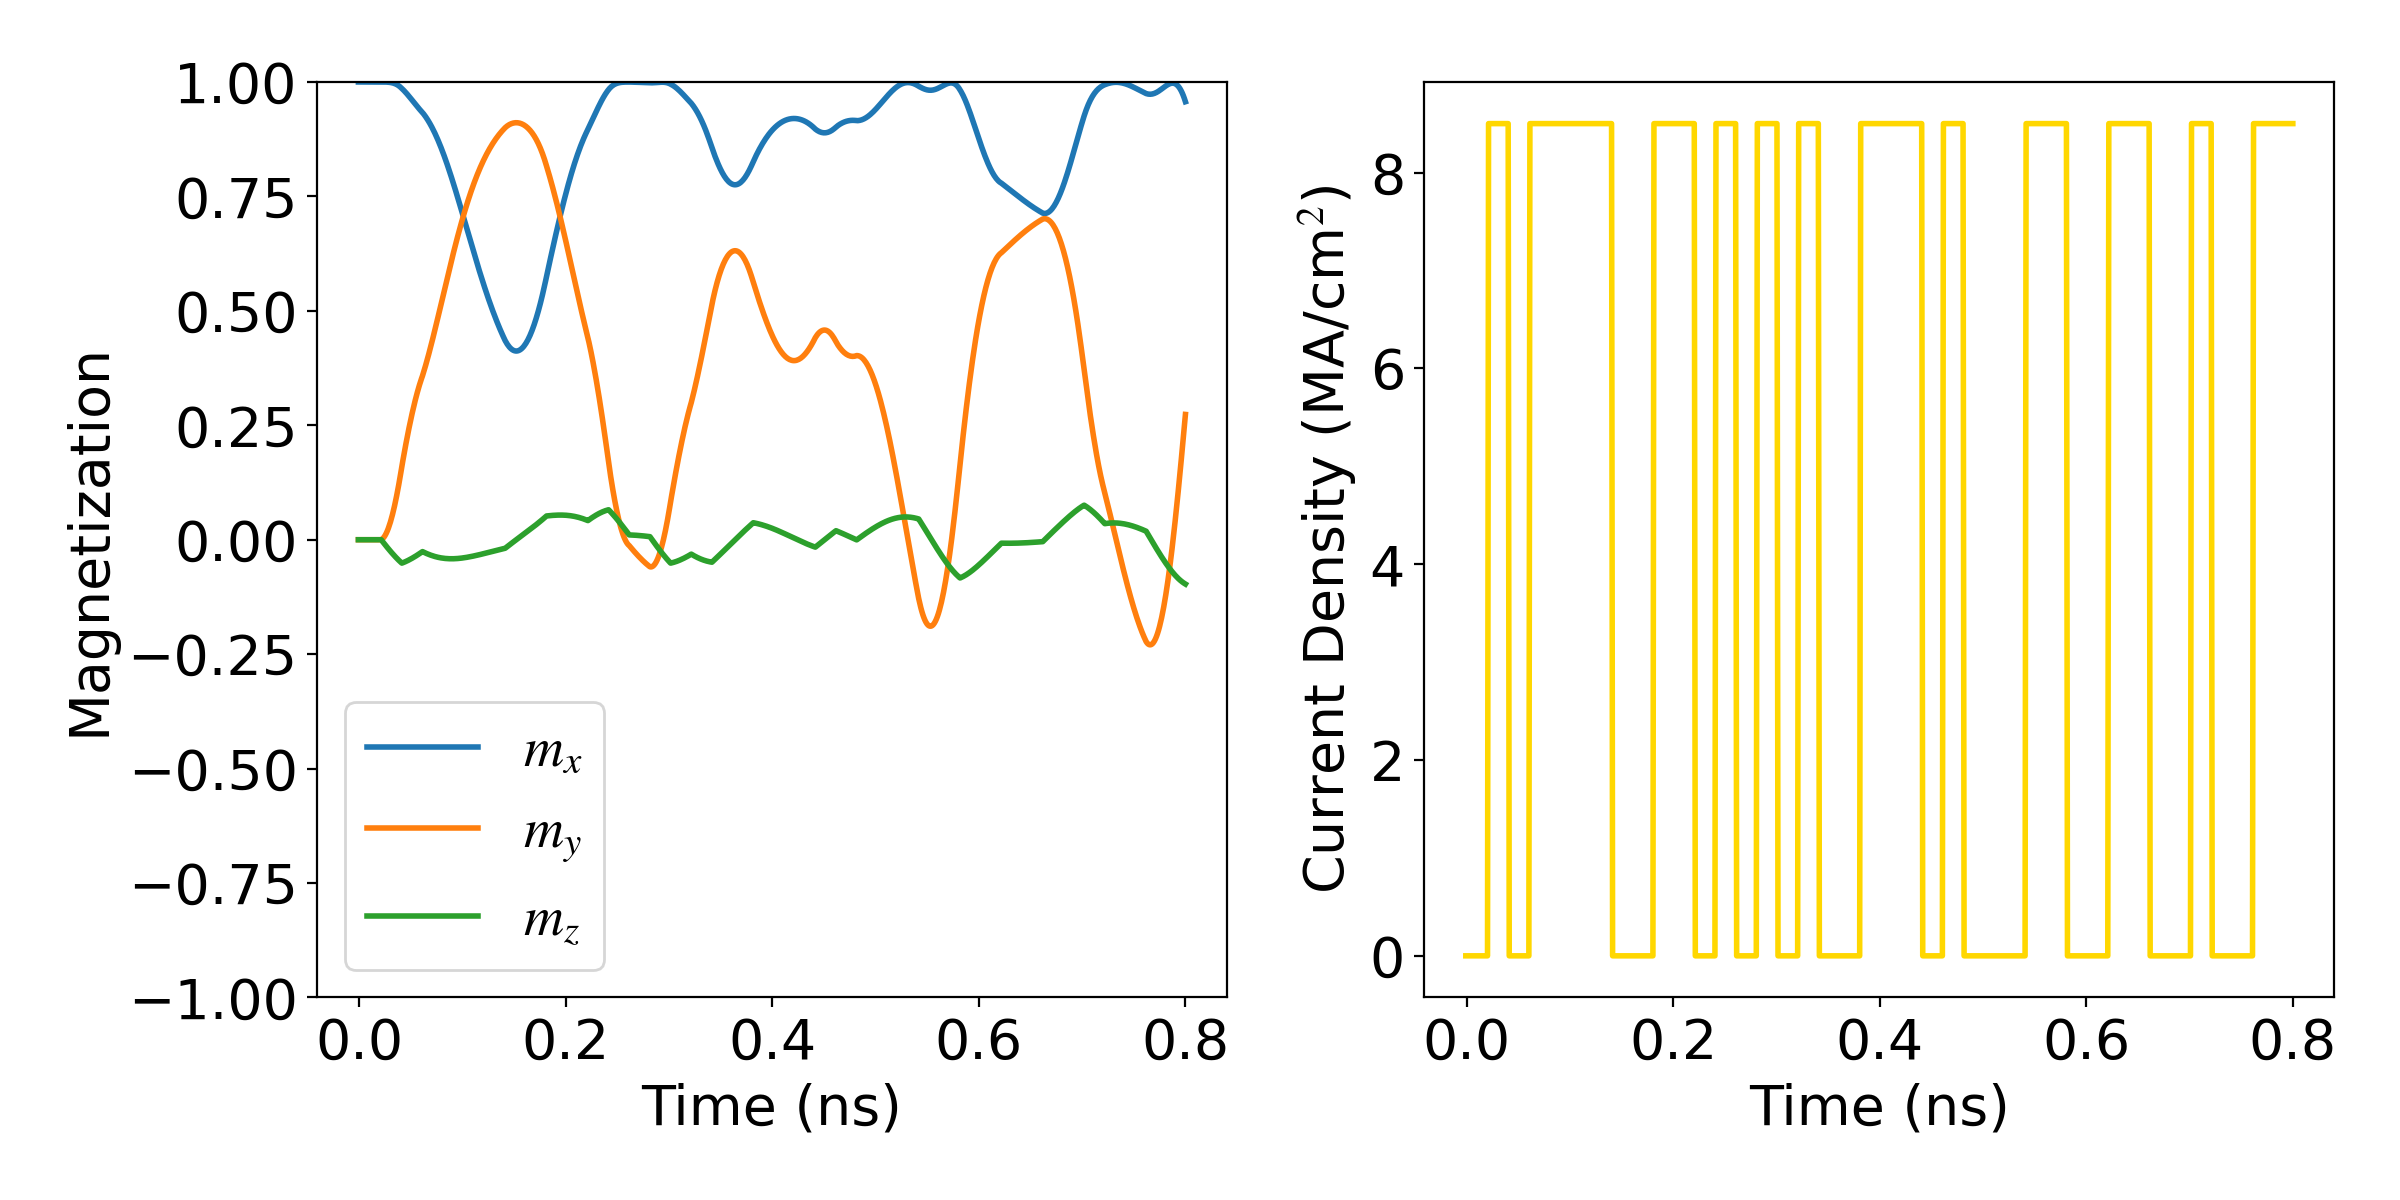 1.00
0.75
0.50
0.25
0.00
−0.25
−0.50
−0.75
−1.00
Magnetization
m_x
m_y
m_z
0.0 0.2 0.4 0.6 0.8
Time (ns)
8
6
4
2
0
Current Density (MA/cm²)
0.0 0.2 0.4 0.6 0.8
Time (ns)